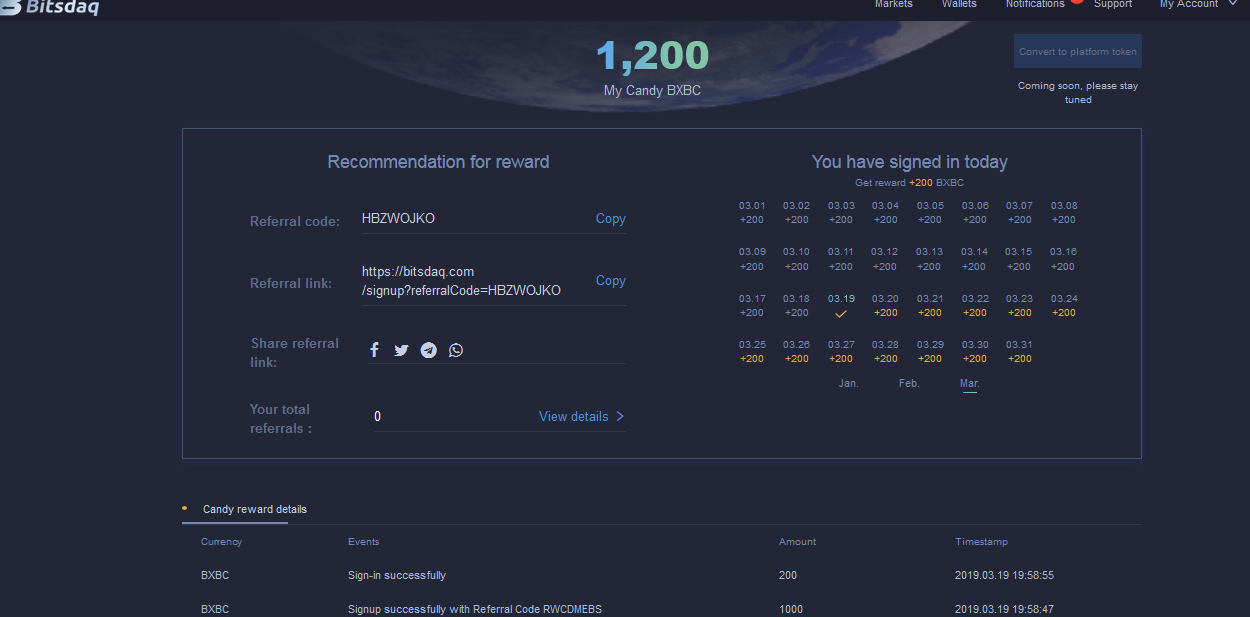 Bitsdaq
Markets Wallets Notifications Support My Account
1,200
My Candy BXBC
Convert to platform token
Coming soon, please stay
tuned
Recommendation for reward
Referral code: HBZWOJKO Copy
Referral link:
https://bitsdaq.com
/signup?referralCode=HBZWOJKO
Copy
Share referral
link:
Your total
referrals :
0 View details >
You have signed in today
Get reward +200 BXBC
03.01 03.02 03.03 03.04 03.05 03.06 03.07 03.08
+200 +200 +200 +200 +200 +200 +200 +200
03.09 03.10 03.11 03.12 03.13 03.14 03.15 03.16
+200 +200 +200 +200 +200 +200 +200 +200
03.17 03.18 03.19 03.20 03.21 03.22 03.23 03.24
+200 +200 ✓ +200 +200 +200 +200 +200
03.25 03.26 03.27 03.28 03.29 03.30 03.31
+200 +200 +200 +200 +200 +200 +200
Jan. Feb. Mar.
Candy reward details
Currency Events Amount Timestamp
BXBC Sign-in successfully 200 2019.03.19 19:58:55
BXBC Signup successfully with Referral Code RWCDMEBS 1000 2019.03.19 19:58:47